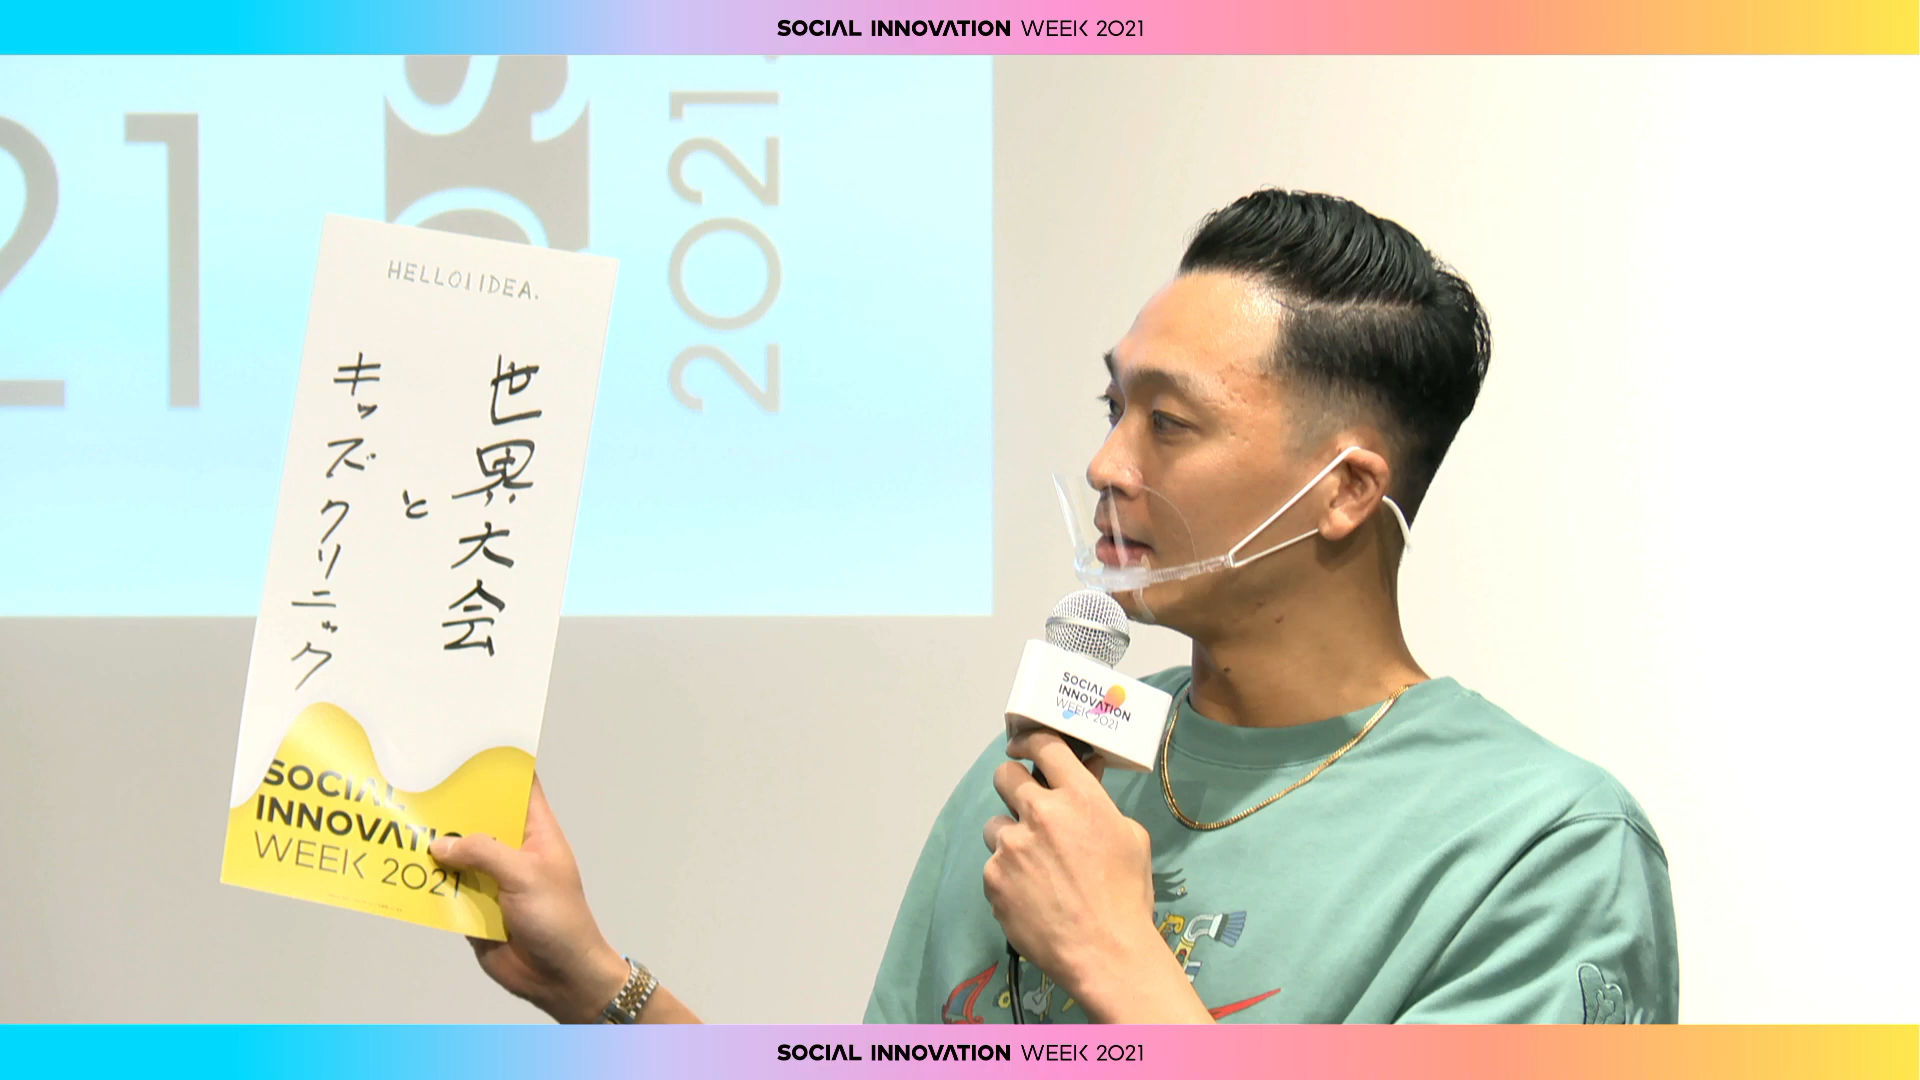 SOCIAL INNOVATION WEEK 2021
21
2021
HELLO! IDEA.
世界大会
と
キッズクリニック
SOCIAL
INNOVATIO
WEEK 2021
SOCIAL
INNOVATION
WEEK 2021
SOCIAL INNOVATION WEEK 2021